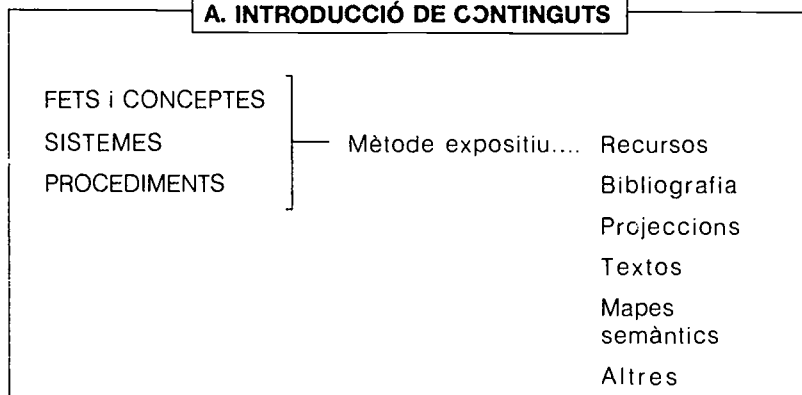 A. INTRODUCCIÓ DE CONTINGUTS
FETS i CONCEPTES
SISTEMES Mètode expositiu.... Recursos
PROCEDIMENTS Bibliografia
Projeccions
Textos
Mapes
semàntics
Altres